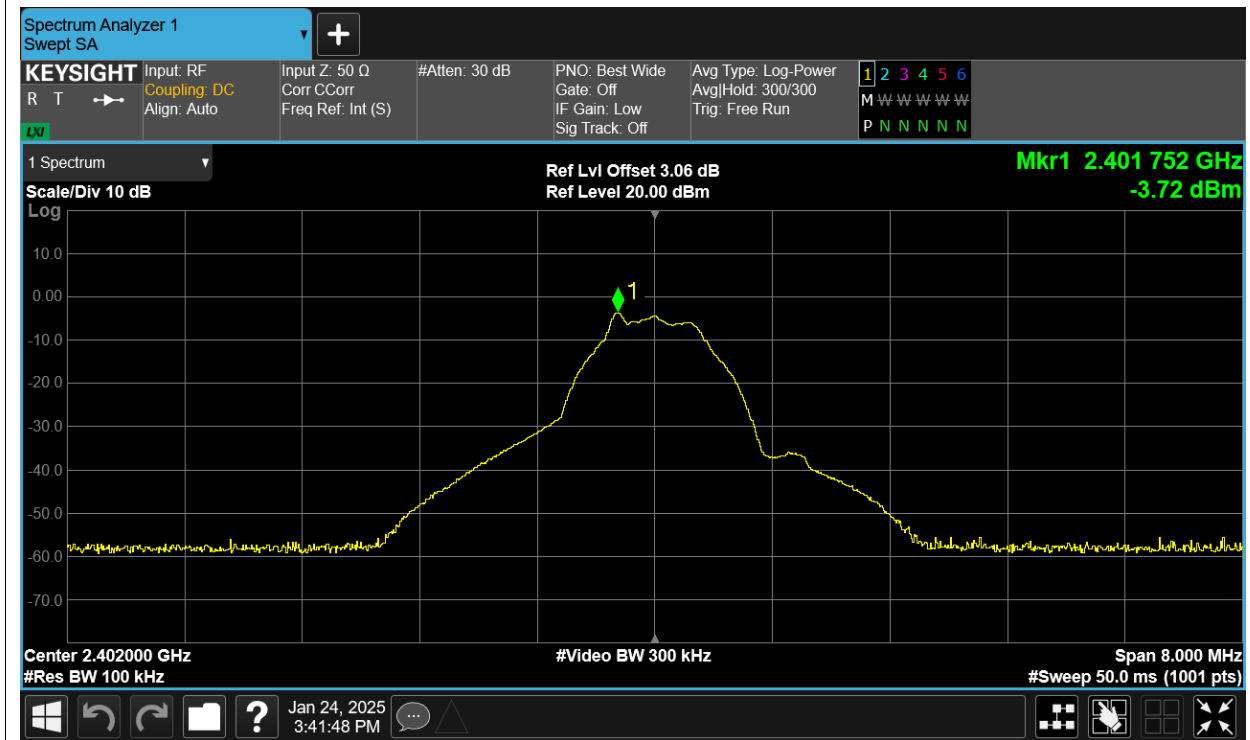 Spectrum Analyzer 1
Swept SA
KEYSIGHT
R T
LXI
Input: RF
Coupling: DC
Align: Auto
Input Z: 50 Ω
Corr CCorr
Freq Ref: Int (S)
#Atten: 30 dB
PNO: Best Wide
Gate: Off
IF Gain: Low
Sig Track: Off
Avg Type: Log-Power
Avg|Hold: 300/300
Trig: Free Run
1 2 3 4 5 6
M W W W W W
P N N N N N
1 Spectrum
Scale/Div 10 dB
Log
Ref Lvl Offset 3.06 dB
Ref Level 20.00 dBm
Mkr1 2.401 752 GHz
-3.72 dBm
10.0
0.00
-10.0
-20.0
-30.0
-40.0
-50.0
-60.0
-70.0
1
Center 2.402000 GHz
#Res BW 100 kHz
#Video BW 300 kHz
Span 8.000 MHz
#Sweep 50.0 ms (1001 pts)
?
Jan 24, 2025
3:41:48 PM